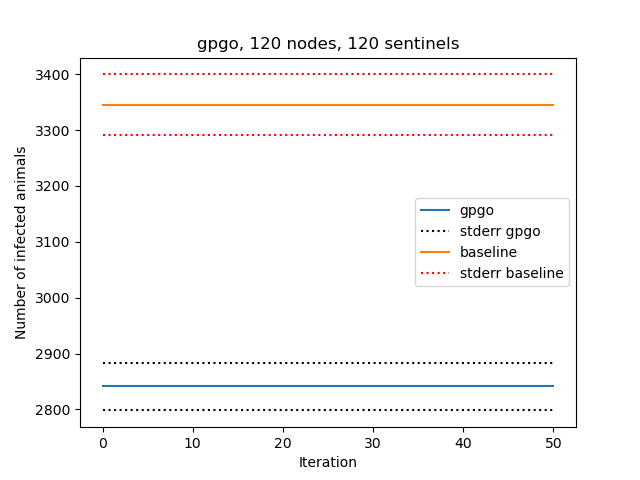 gpgo, 120 nodes, 120 sentinels
Number of infected animals
3400
3300
3200
3100
3000
2900
2800
gpgo
stderr gpgo
baseline
stderr baseline
0 10 20 30 40 50
Iteration